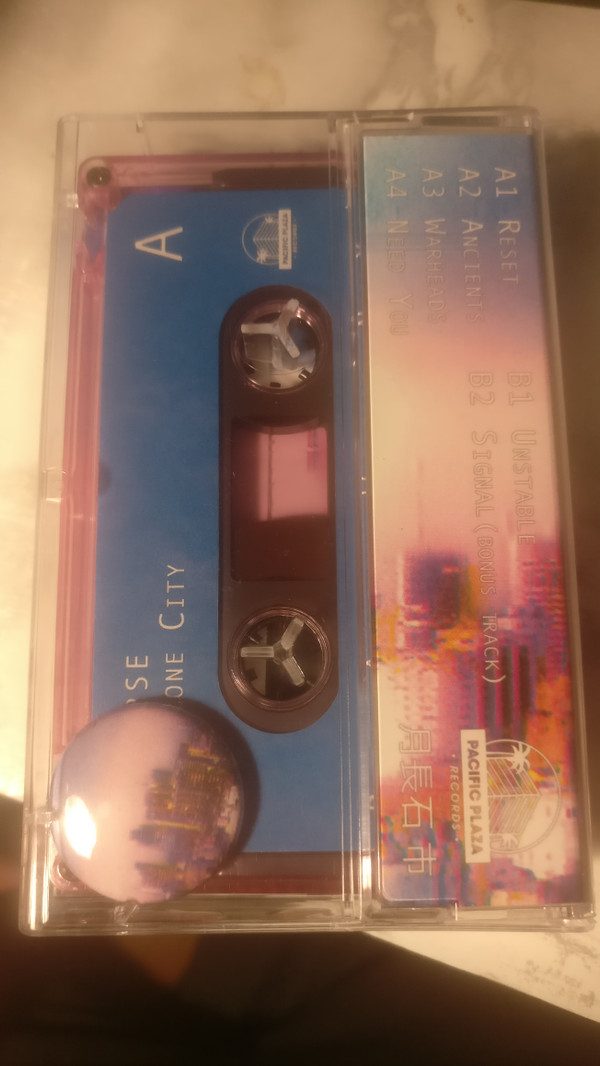 A
PACIFIC PLAZA
PSE
ONE CITY
A1 RESET
A2 ANCIENTS
A3 WARHEADS
A4 NEED YOU
B1 UNSTABLE
B2 SIGNAL(BONUS TRACK)
月長石市
PACIFIC PLAZA
·RECORDS·